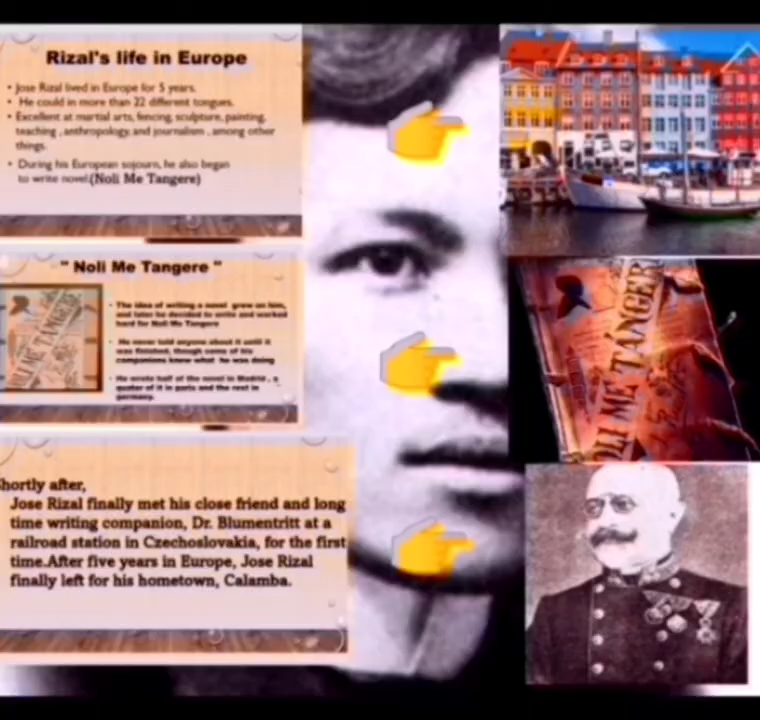 Rizal's life in Europe
• Jose Rizal lived in Europe for 5 years.
• He could in more than 22 different tongues.
• Excellent at martial arts, fencing, sculpture, painting,
teaching , anthropology, and journalism , among other
things.
• During his European sojourn, he also began
to write novel.(Noli Me Tangere)
" Noli Me Tangere "
• The idea of writing a novel grew on him,
and later he decided to write and worked
hard for Noli Me Tangere
• He never told anyone about it until it
was finished, though some of his
companions knew what he was doing
• He wrote half of the novel in Madrid , a
quater of it in paris and the rest in
germany.
NOLI ME TANGERE
OLI ME TANGERE
hortly after,
Jose Rizal finally met his close friend and long
time writing companion, Dr. Blumentritt at a
railroad station in Czechoslovakia, for the first
time.After five years in Europe, Jose Rizal
finally left for his hometown, Calamba.